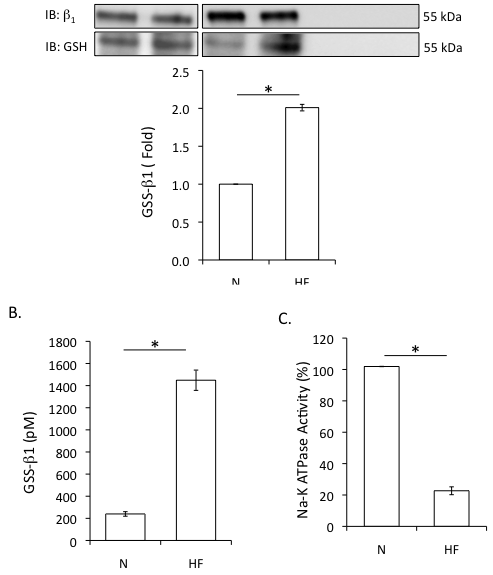 IB: β1 55 kDa
IB: GSH 55 kDa
2.5
2.0
1.5
1.0
0.5
0.0
GSS-β1 ( Fold)
*
N HF
B.
1800
1600
1400
1200
1000
800
600
400
200
0
GSS-β1 (pM)
*
N HF
C.
120
100
80
60
40
20
0
Na-K ATPase Activity (%)
*
N HF